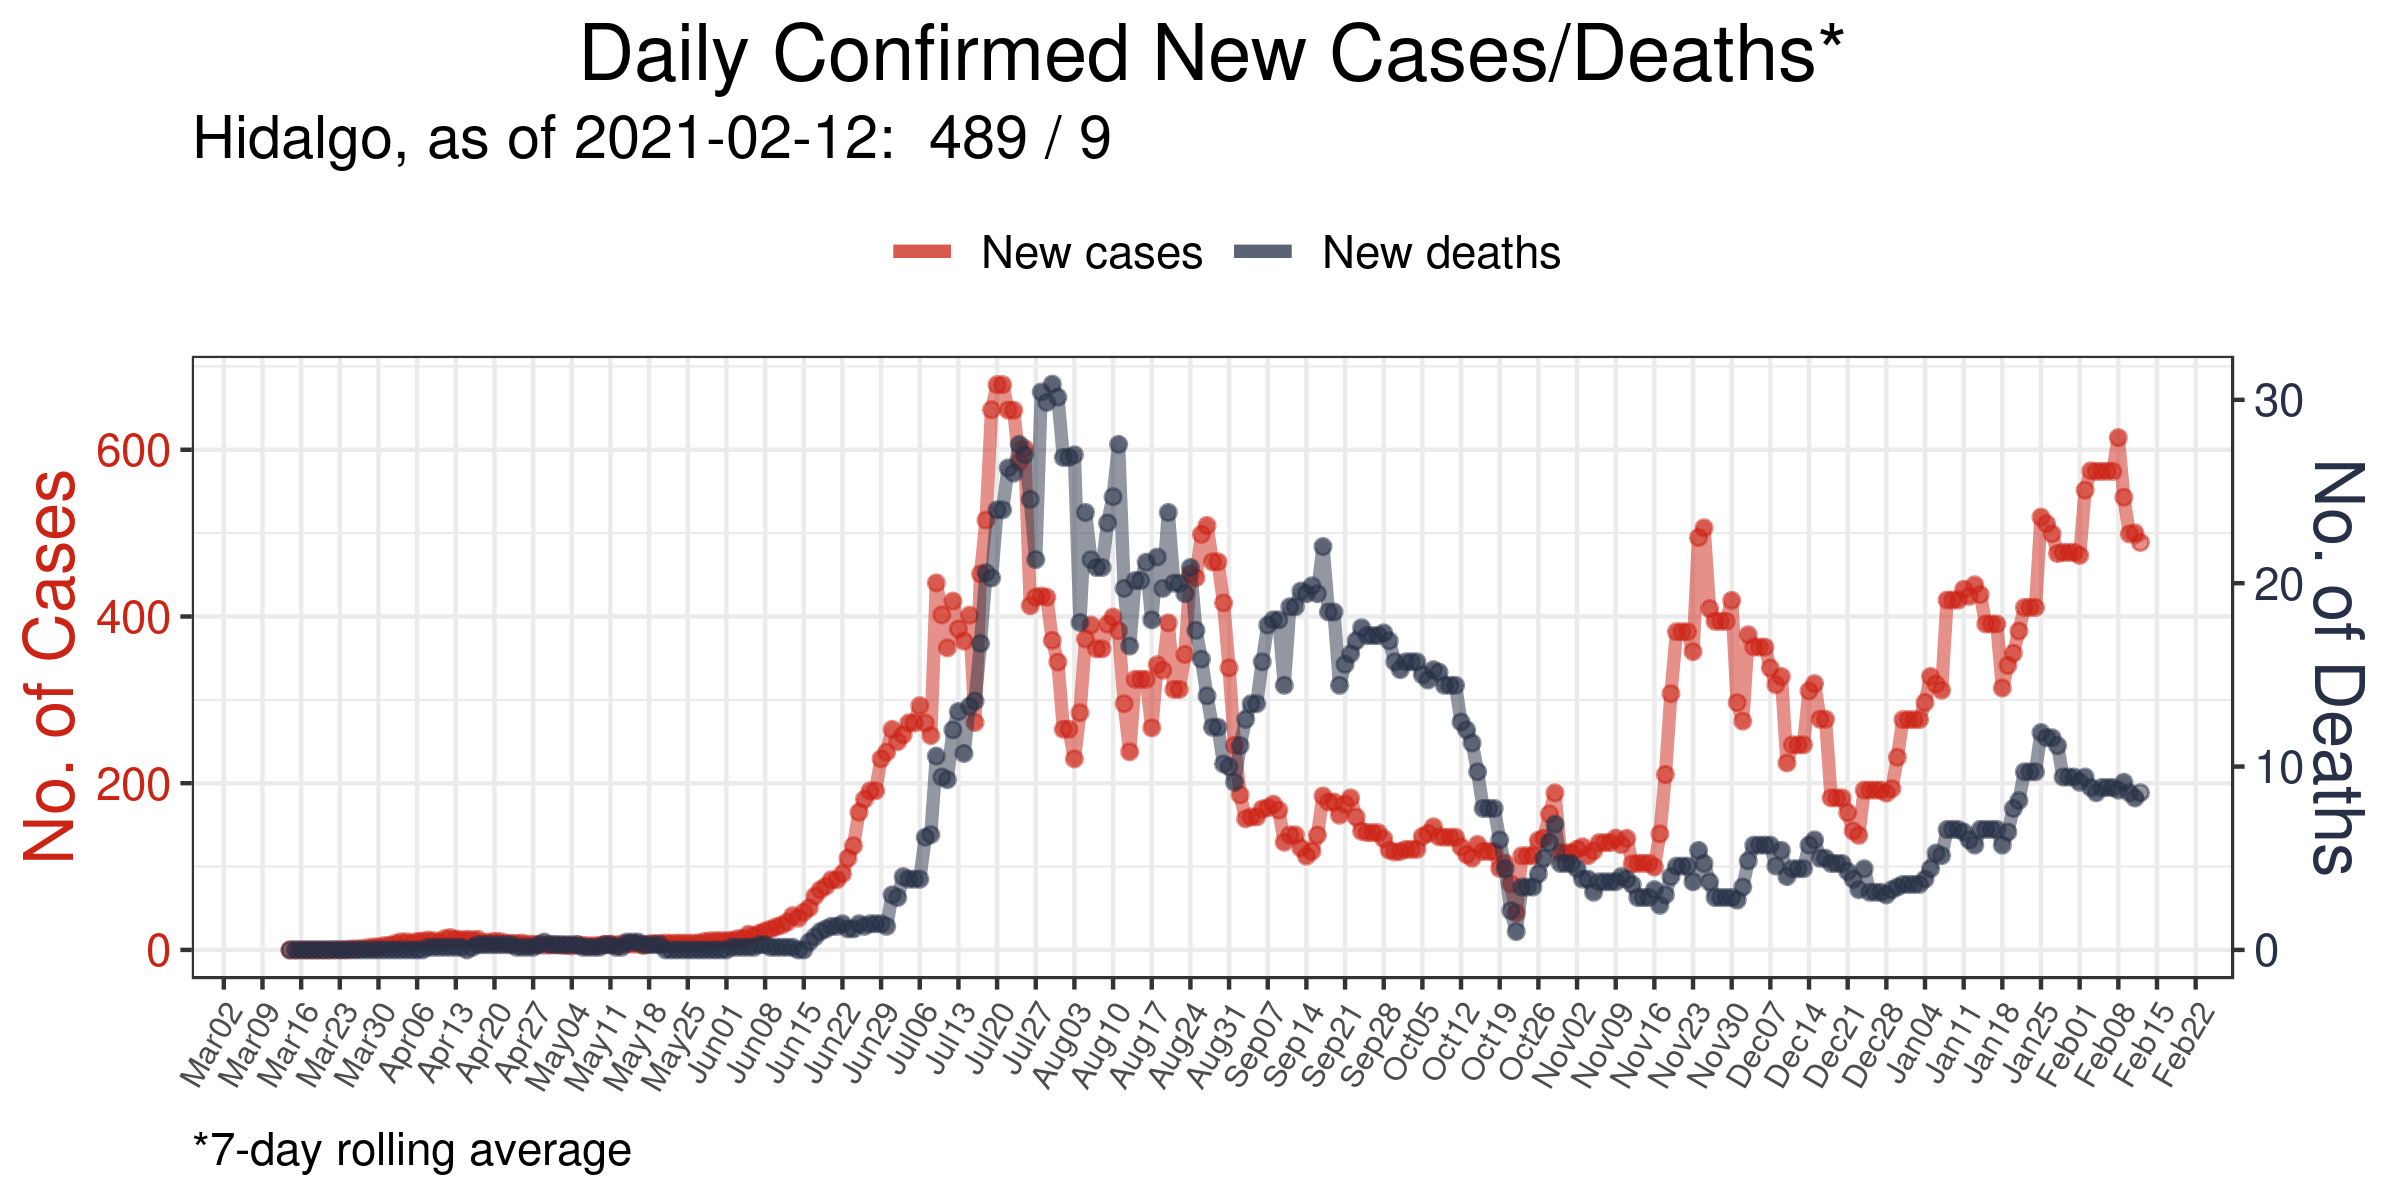 Daily Confirmed New Cases/Deaths*
Hidalgo, as of 2021-02-12:  489 / 9
New cases New deaths
No. of Cases
600
400
200
0
30
20
10
0
No. of Deaths
Mar02 Mar09 Mar16 Mar23 Mar30 Apr06 Apr13 Apr20 Apr27 May04 May11 May18 May25 Jun01 Jun08 Jun15 Jun22 Jun29 Jul06 Jul13 Jul20 Jul27 Aug03 Aug10 Aug17 Aug24 Aug31 Sep07 Sep14 Sep21 Sep28 Oct05 Oct12 Oct19 Oct26 Nov02 Nov09 Nov16 Nov23 Nov30 Dec07 Dec14 Dec21 Dec28 Jan04 Jan11 Jan18 Jan25 Feb01 Feb08 Feb15 Feb22
*7-day rolling average